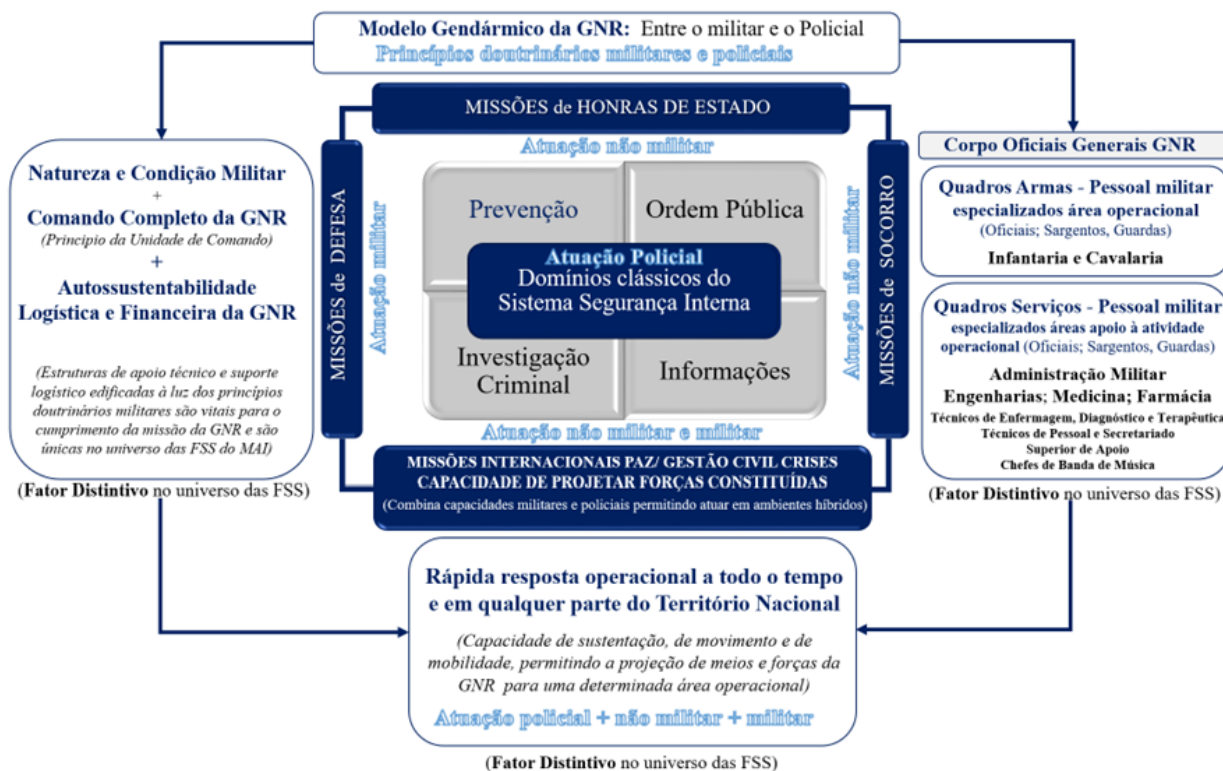 Modelo Gendármico da GNR: Entre o militar e o Policial
Princípios doutrinários militares e policiais
MISSÕES de HONRAS DE ESTADO
Atuação não militar
MISSÕES de DEFESA
Atuação militar
Prevenção
Ordem Pública
Atuação Policial
Domínios clássicos do
Sistema Segurança Interna
Investigação
Criminal
Informações
Atuação não militar
MISSÕES de SOCORRO
Atuação não militar e militar
MISSÕES INTERNACIONAIS PAZ/ GESTÃO CIVIL CRISES
CAPACIDADE DE PROJETAR FORÇAS CONSTITUÍDAS
(Combina capacidades militares e policiais permitindo atuar em ambientes híbridos)
Natureza e Condição Militar
+
Comando Completo da GNR
(Principio da Unidade de Comando)
+
Autossustentabilidade
Logística e Financeira da GNR
(Estruturas de apoio técnico e suporte
logístico edificadas à luz dos princípios
doutrinários militares são vitais para o
cumprimento da missão da GNR e são
únicas no universo das FSS do MAI)
(Fator Distintivo no universo das FSS)
Corpo Oficiais Generais GNR
Quadros Armas - Pessoal militar
especializados área operacional
(Oficiais; Sargentos, Guardas)
Infantaria e Cavalaria
Quadros Serviços - Pessoal militar
especializados áreas apoio à atividade
operacional (Oficiais; Sargentos, Guardas)
Administração Militar
Engenharias; Medicina; Farmácia
Técnicos de Enfermagem, Diagnóstico e Terapêutica
Técnicos de Pessoal e Secretariado
Superior de Apoio
Chefes de Banda de Música
(Fator Distintivo no universo das FSS)
Rápida resposta operacional a todo o tempo
e em qualquer parte do Território Nacional
(Capacidade de sustentação, de movimento e de
mobilidade, permitindo a projeção de meios e forças da
GNR para uma determinada área operacional)
Atuação policial + não militar + militar
(Fator Distintivo no universo das FSS)